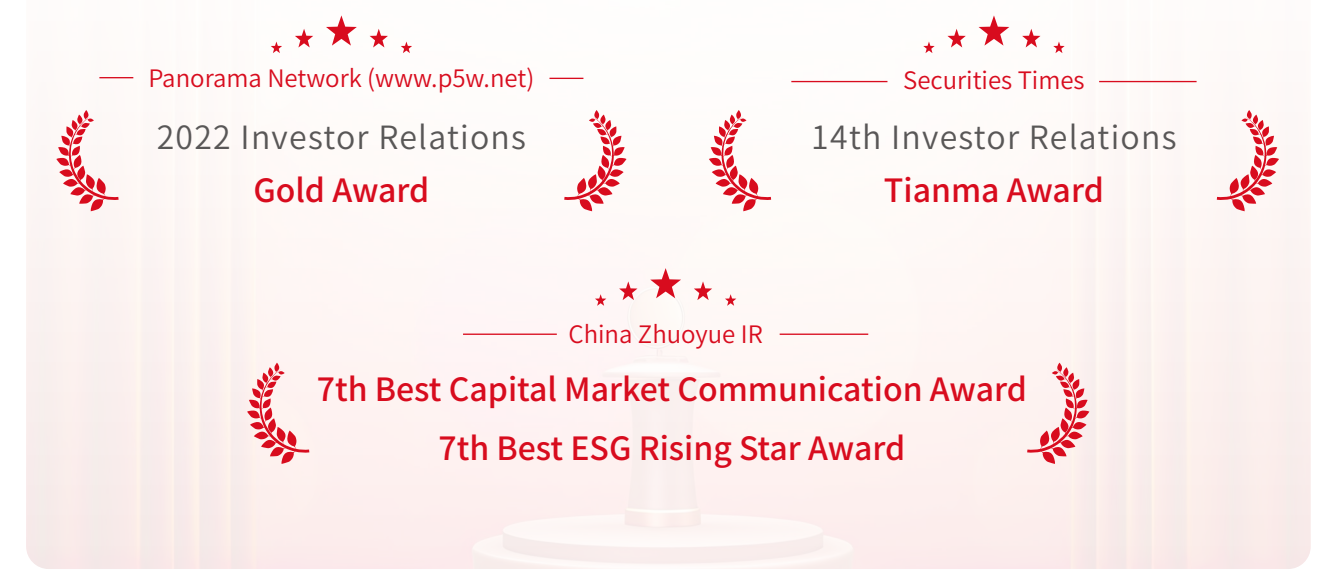 Panorama Network (www.p5w.net)
2022 Investor Relations
Gold Award
Securities Times
14th Investor Relations
Tianma Award
China Zhuoyue IR
7th Best Capital Market Communication Award
7th Best ESG Rising Star Award